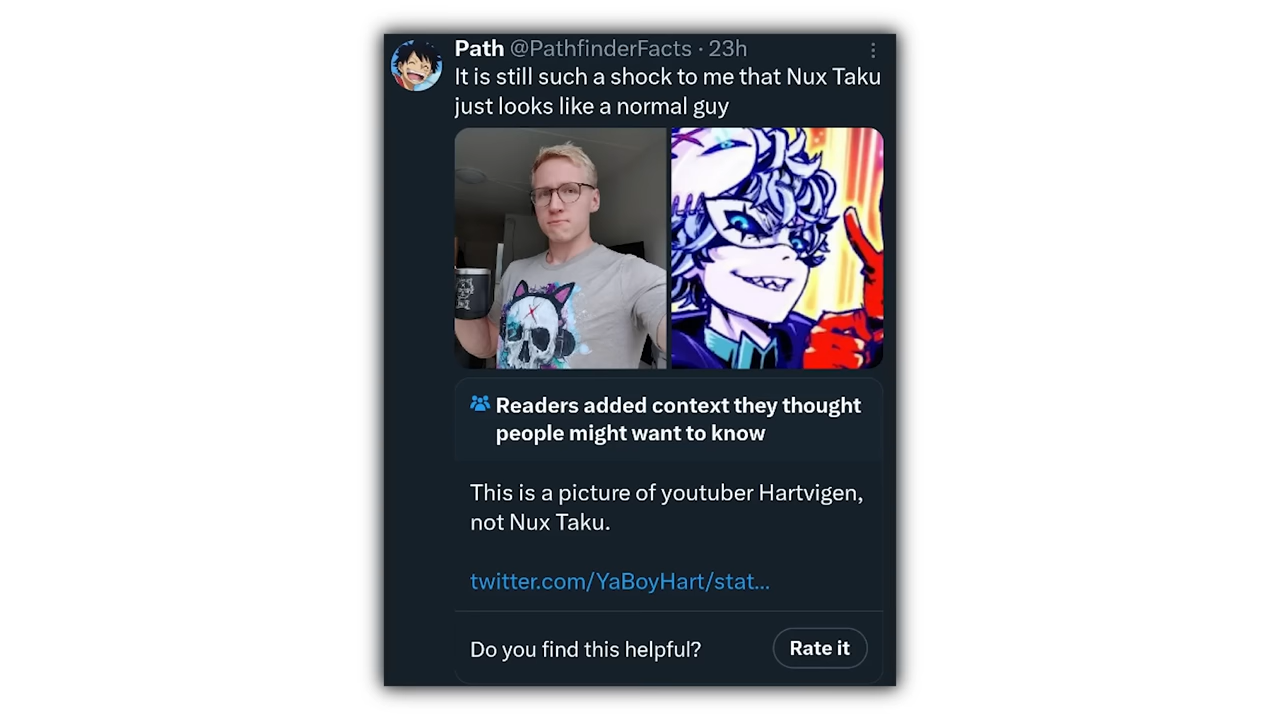 Path @PathfinderFacts · 23h
It is still such a shock to me that Nux Taku
just looks like a normal guy
Readers added context they thought
people might want to know
This is a picture of youtuber Hartvigen,
not Nux Taku.
twitter.com/YaBoyHart/stat...
Do you find this helpful?
Rate it